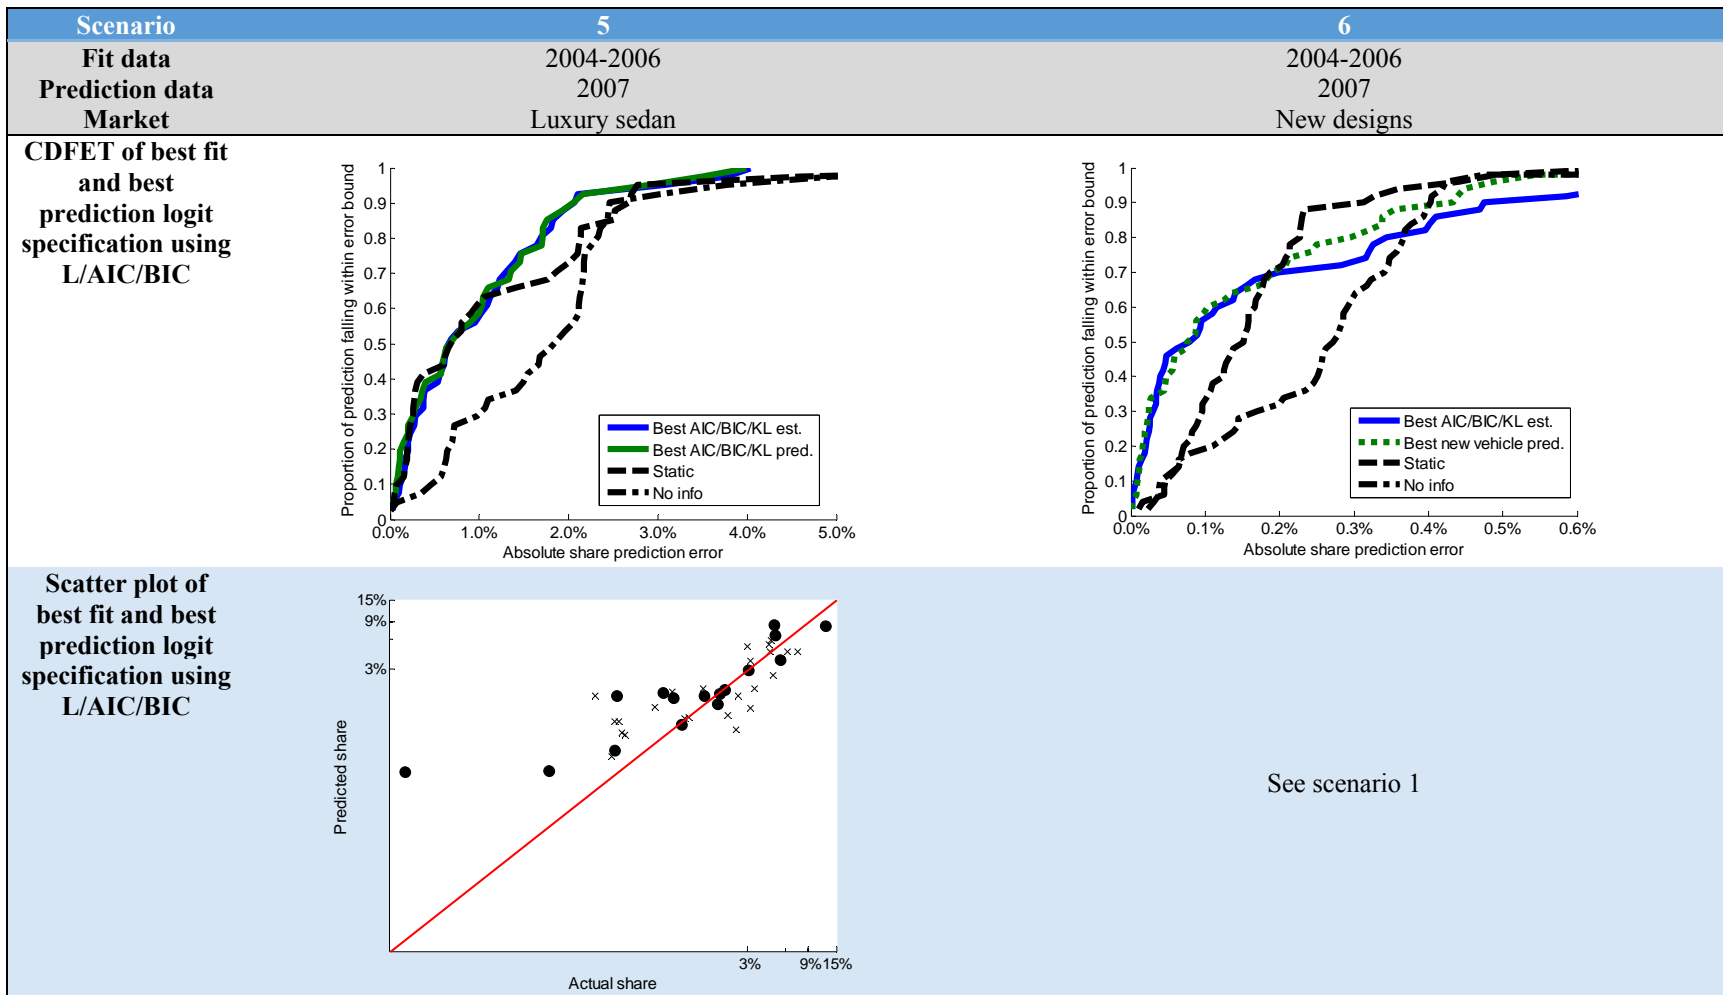 Scenario 5 6
Fit data 2004-2006 2004-2006
Prediction data 2007 2007
Market Luxury sedan New designs
CDFET of best fit
and best
prediction logit
specification using
L/AIC/BIC
Proportion of prediction falling within error bound
1
0.9
0.8
0.7
0.6
0.5
0.4
0.3
0.2
0.1
0
0.0% 1.0% 2.0% 3.0% 4.0% 5.0%
Absolute share prediction error
Best AIC/BIC/KL est.
Best AIC/BIC/KL pred.
Static
No info
Proportion of prediction falling within error bound
1
0.9
0.8
0.7
0.6
0.5
0.4
0.3
0.2
0.1
0
0.0% 0.1% 0.2% 0.3% 0.4% 0.5% 0.6%
Absolute share prediction error
Best AIC/BIC/KL est.
Best new vehicle pred.
Static
No info
Scatter plot of
best fit and best
prediction logit
specification using
L/AIC/BIC
15%
9%
3%
Predicted share
3% 9% 15%
Actual share
See scenario 1